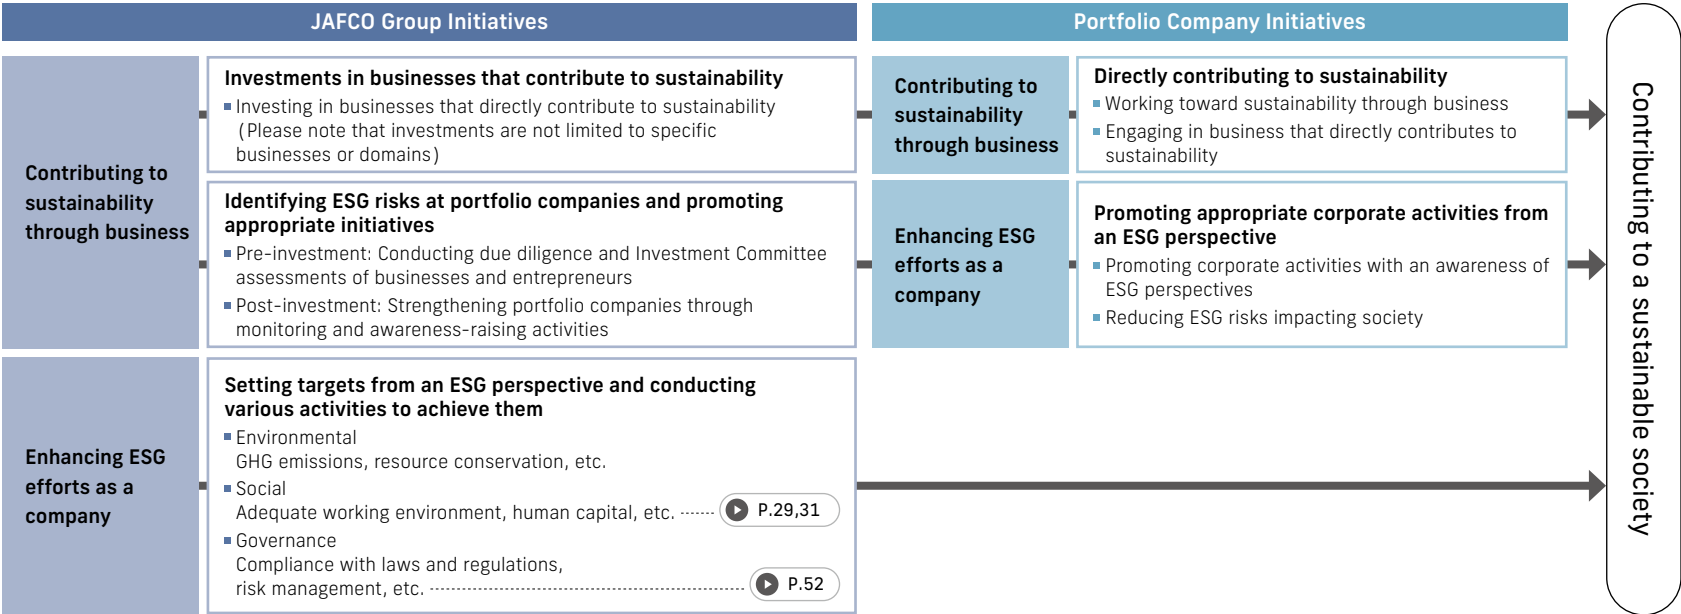 JAFCO Group Initiatives
Contributing to
sustainability
through business
Investments in businesses that contribute to sustainability
Investing in businesses that directly contribute to sustainability
(Please note that investments are not limited to specific
businesses or domains)
Identifying ESG risks at portfolio companies and promoting
appropriate initiatives
Pre-investment: Conducting due diligence and Investment Committee
assessments of businesses and entrepreneurs
Post-investment: Strengthening portfolio companies through
monitoring and awareness-raising activities
Enhancing ESG
efforts as a
company
Setting targets from an ESG perspective and conducting
various activities to achieve them
Environmental
GHG emissions, resource conservation, etc.
Social
Adequate working environment, human capital, etc. P.29,31
Governance
Compliance with laws and regulations,
risk management, etc. P.52
Portfolio Company Initiatives
Contributing to
sustainability
through business
Directly contributing to sustainability
Working toward sustainability through business
Engaging in business that directly contributes to
sustainability
Enhancing ESG
efforts as a
company
Promoting appropriate corporate activities from
an ESG perspective
Promoting corporate activities with an awareness of
ESG perspectives
Reducing ESG risks impacting society
Contributing to a sustainable society